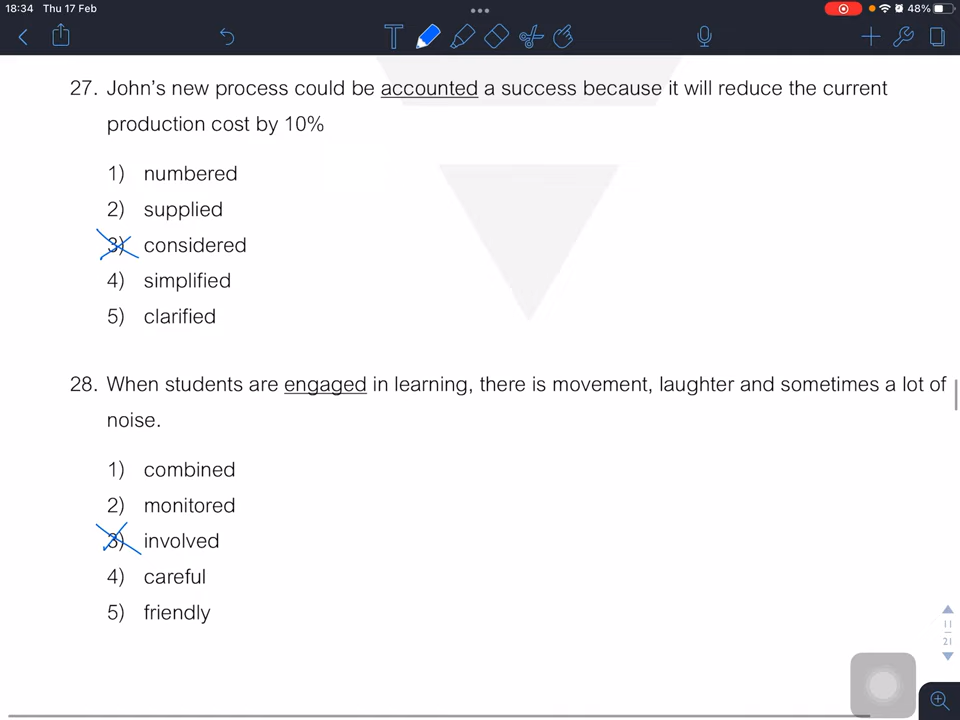 18:34 Thu 17 Feb
48%
27. John's new process could be accounted a success because it will reduce the current
production cost by 10%
1) numbered
2) supplied
3) considered
4) simplified
5) clarified
28. When students are engaged in learning, there is movement, laughter and sometimes a lot of
noise.
1) combined
2) monitored
3) involved
4) careful
5) friendly
11
21